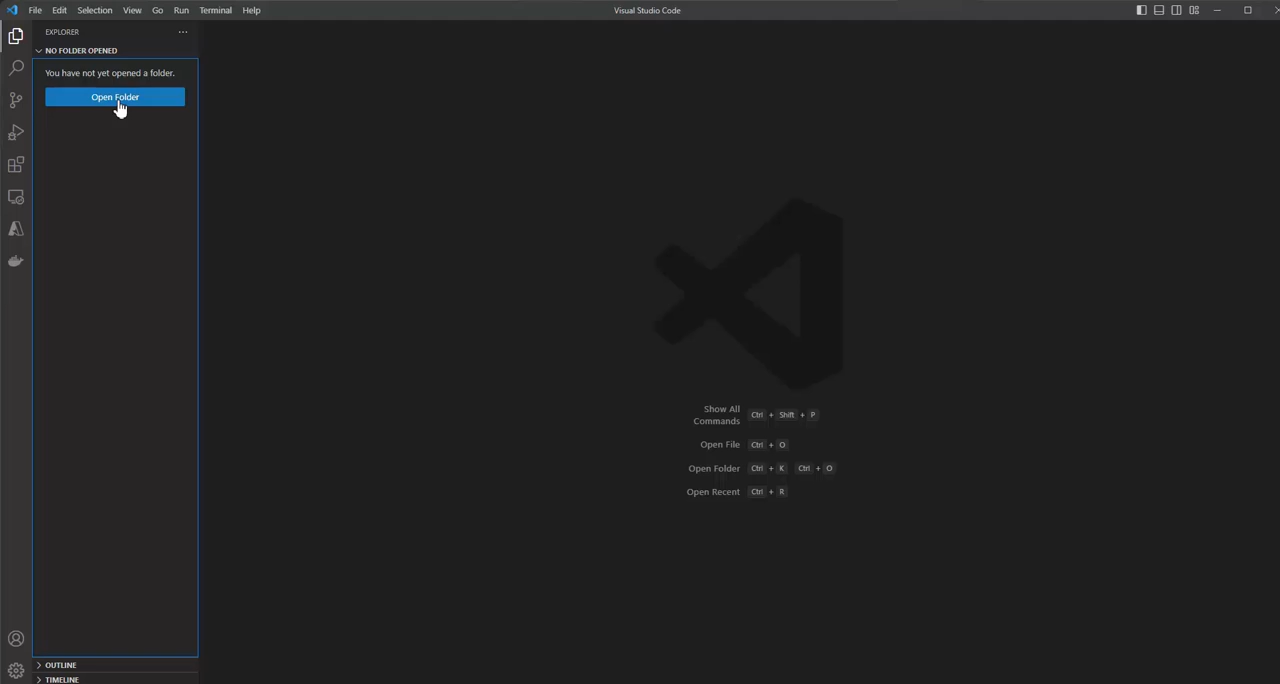 File Edit Selection View Go Run Terminal Help
Visual Studio Code
EXPLORER
NO FOLDER OPENED
You have not yet opened a folder.
Open Folder
Show All
Commands
Ctrl + Shift + P
Open File Ctrl + O
Open Folder Ctrl + K Ctrl + O
Open Recent Ctrl + R
OUTLINE
TIMELINE